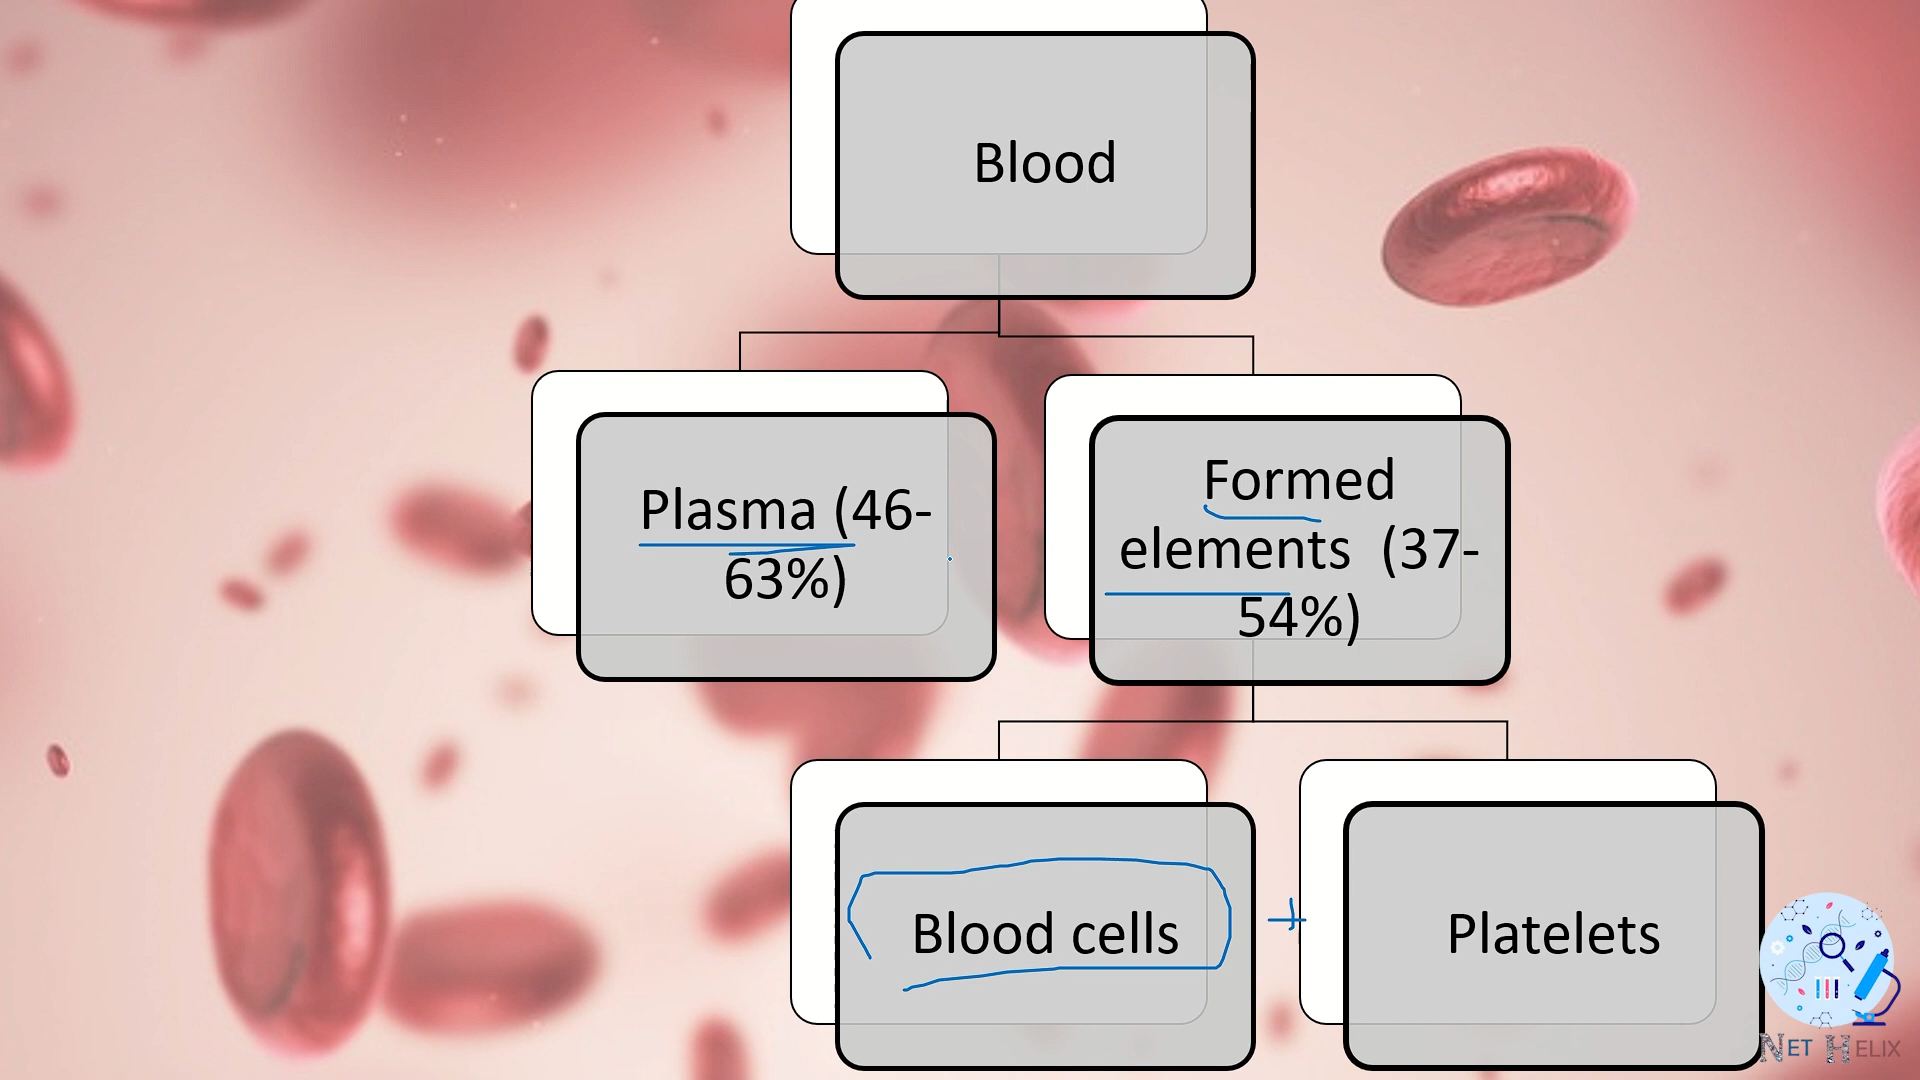 Blood
Plasma (46-
63%)
Formed
elements (37-
54%)
Blood cells
+
Platelets
NET HELIX